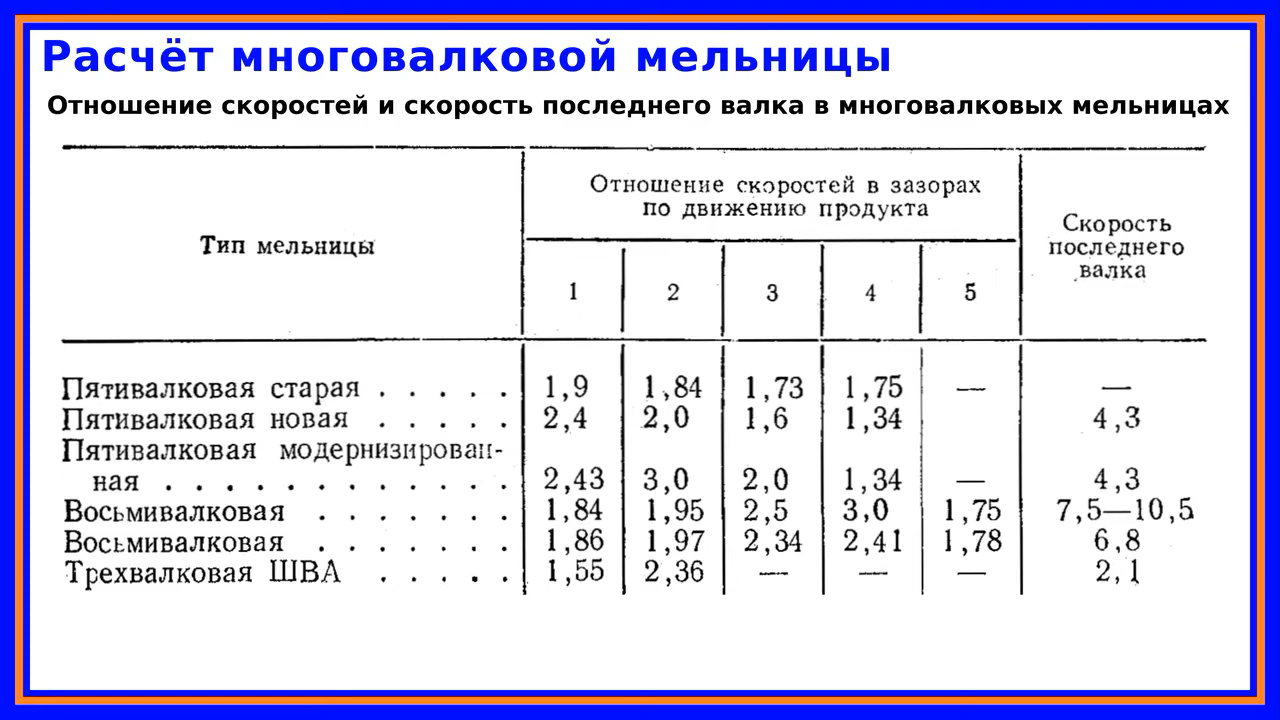 Расчёт многовалковой мельницы
Отношение скоростей и скорость последнего валка в многовалковых мельницах
Тип мельницы
Отношение скоростей в зазорах
по движению продукта
Скорость
последнего
валка
1 2 3 4 5
Пятивалковая старая . . . . . 1,9 1,84 1,73 1,75 — —
Пятивалковая новая . . . . . 2,4 2,0 1,6 1,34 4,3
Пятивалковая модернизирован-
ная . . . . . . . . . . . . 2,43 3,0 2,0 1,34 — 4,3
Восьмивалковая . . . . . . . 1,84 1,95 2,5 3,0 1,75 7,5—10,5
Восьмивалковая . . . . . . . 1,86 1,97 2,34 2,41 1,78 6,8
Трехвалковая ШВА . . . . . 1,55 2,36 — — — 2,1